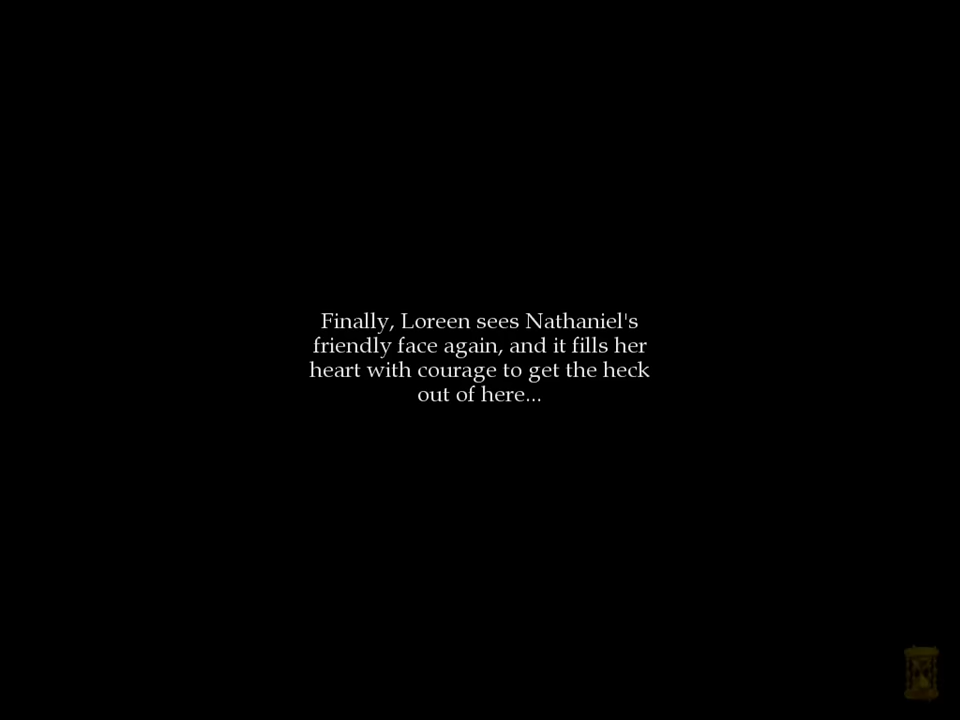 Finally, Loreen sees Nathaniel's
friendly face again, and it fills her
heart with courage to get the heck
out of here...